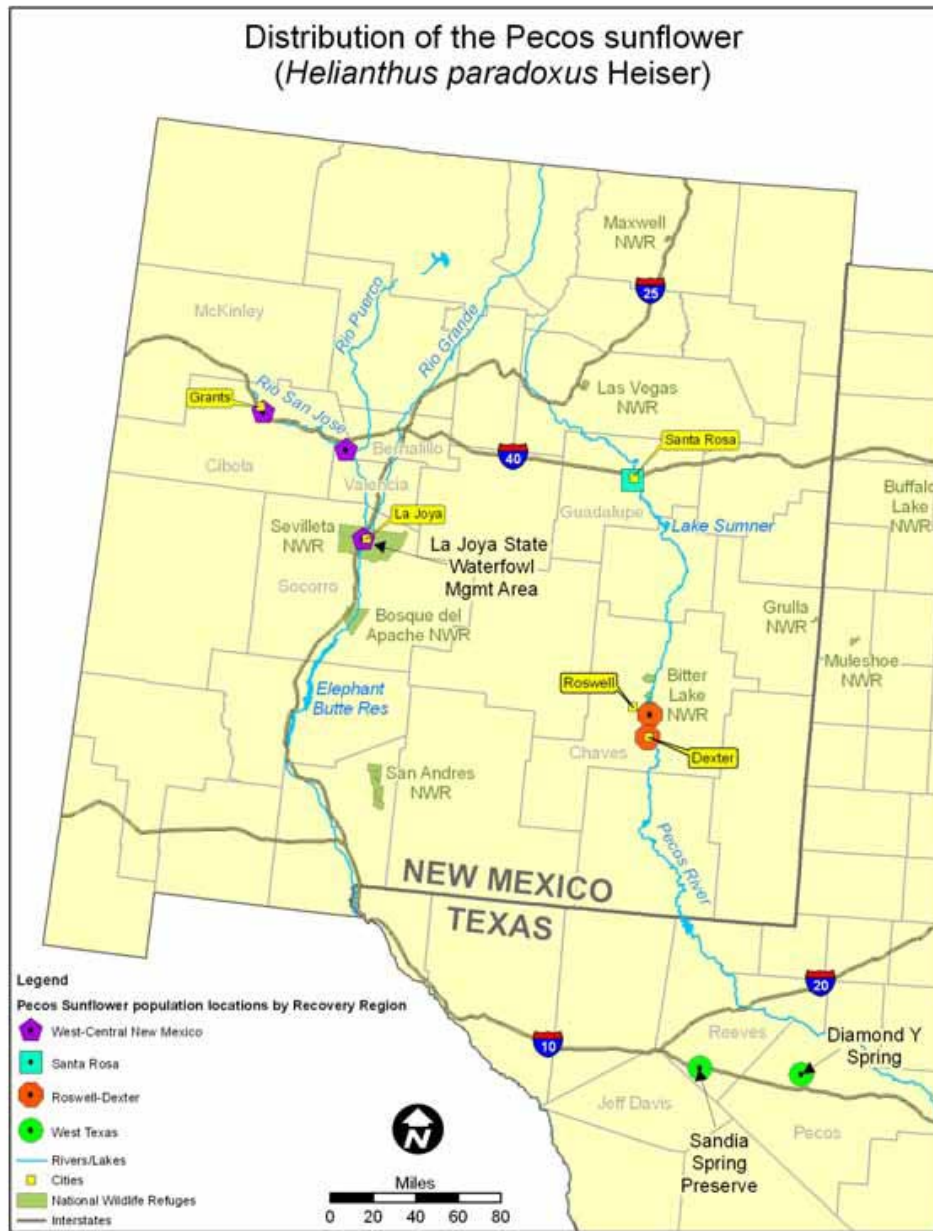 Distribution of the Pecos sunflower
(Helianthus paradoxus Heiser)
Maxwell
NWR
25
McKinley
Rio Puerco
Rio Grande
Las Vegas
NWR
Grants
Rio San Jose
Santa Rosa
40
Bernalillo
Cibola
Valencia
Guadalupe
Buffalo
Lake
NWR
La Joya
Lake Sumner
Sevilleta
NWR
La Joya State
Waterfowl
Mgmt Area
Socorro
Grulla
NWR
Bosque del
Apache NWR
Muleshoe
NWR
Elephant
Butte Res
Roswell
Bitter
Lake
NWR
Chaves
Dexter
San Andres
NWR
Pecos River
NEW MEXICO
TEXAS
Legend
Pecos Sunflower population locations by Recovery Region
West-Central New Mexico
Santa Rosa
Roswell-Dexter
West Texas
Rivers/Lakes
Cities
National Wildlife Refuges
Interstates
20
10
Reeves
Diamond Y
Spring
Jeff Davis
Pecos
Sandia
Spring
Preserve
N
Miles
0 20 40 60 80